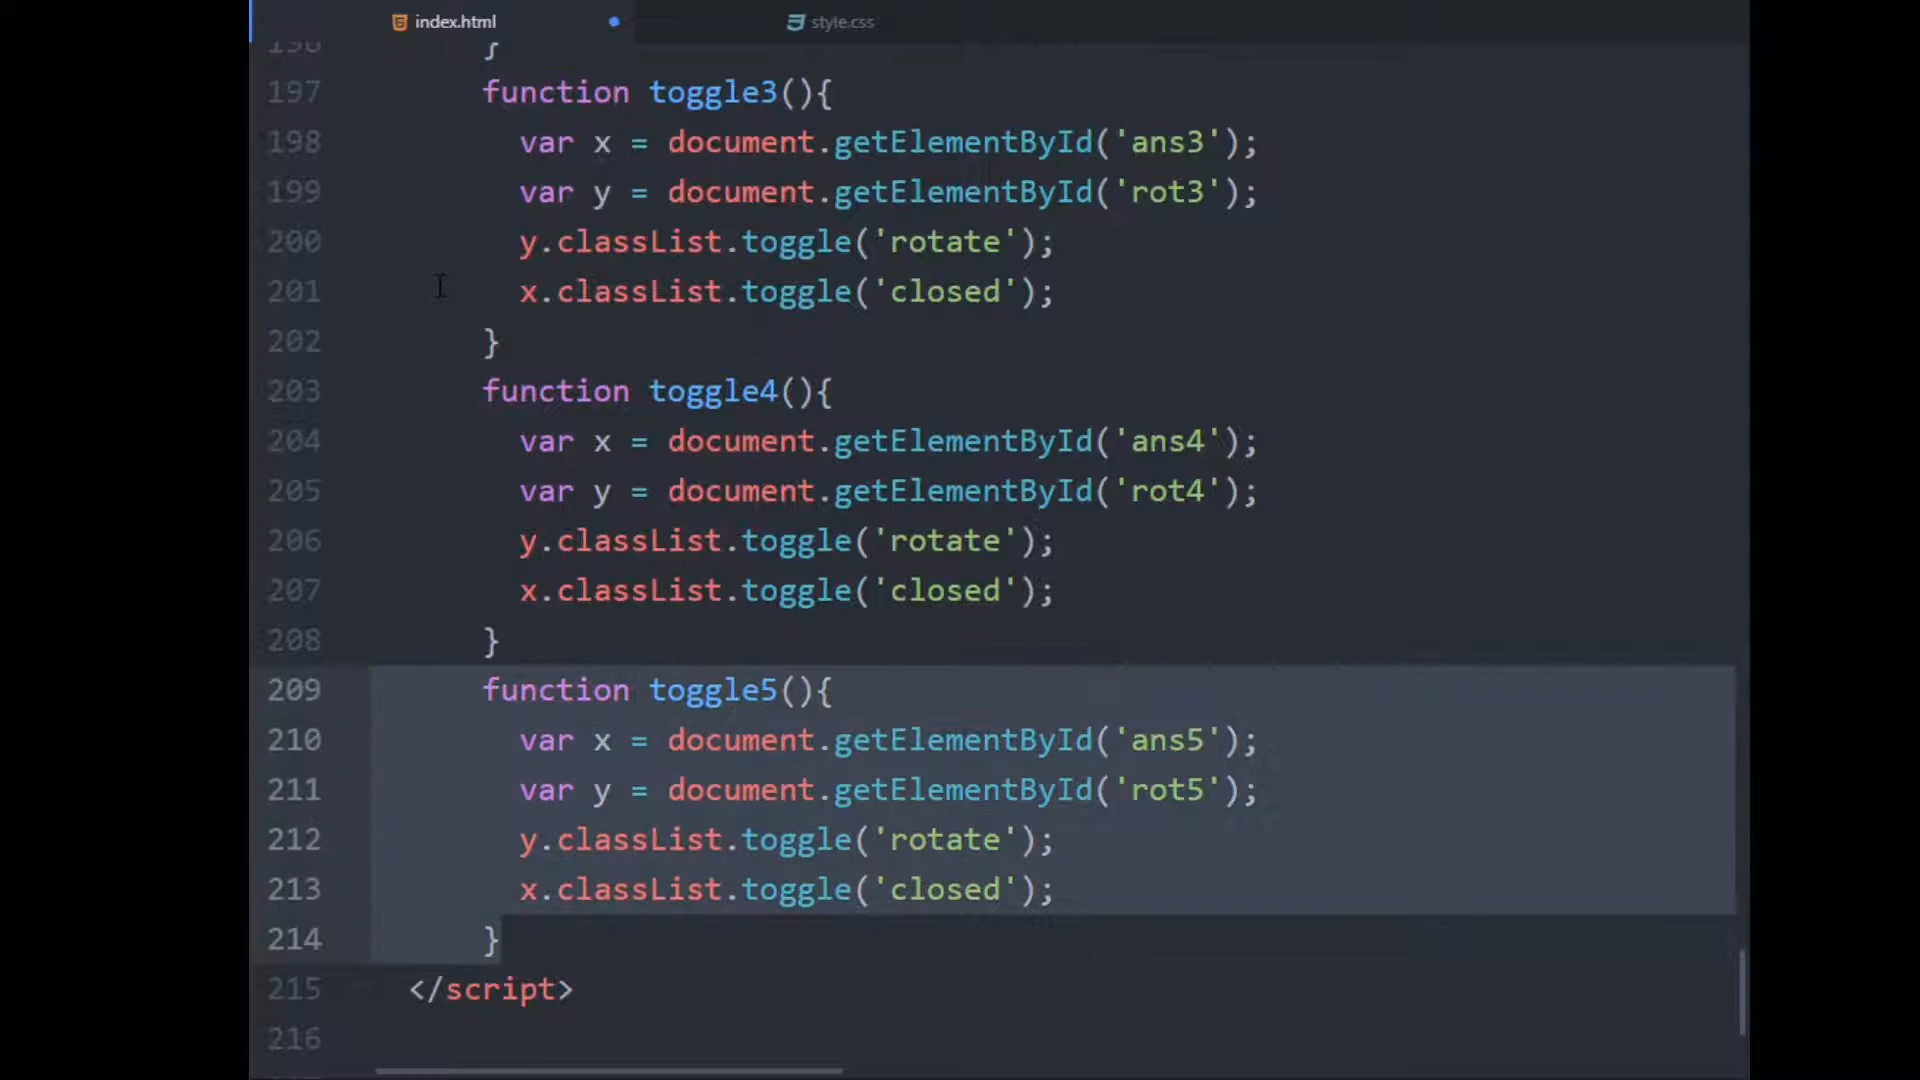 index.html
style.css
196 }
197 function toggle3(){
198 var x = document.getElementById('ans3');
199 var y = document.getElementById('rot3');
200 y.classList.toggle('rotate');
201 x.classList.toggle('closed');
202 }
203 function toggle4(){
204 var x = document.getElementById('ans4');
205 var y = document.getElementById('rot4');
206 y.classList.toggle('rotate');
207 x.classList.toggle('closed');
208 }
209 function toggle5(){
210 var x = document.getElementById('ans5');
211 var y = document.getElementById('rot5');
212 y.classList.toggle('rotate');
213 x.classList.toggle('closed');
214 }
215 </script>
216